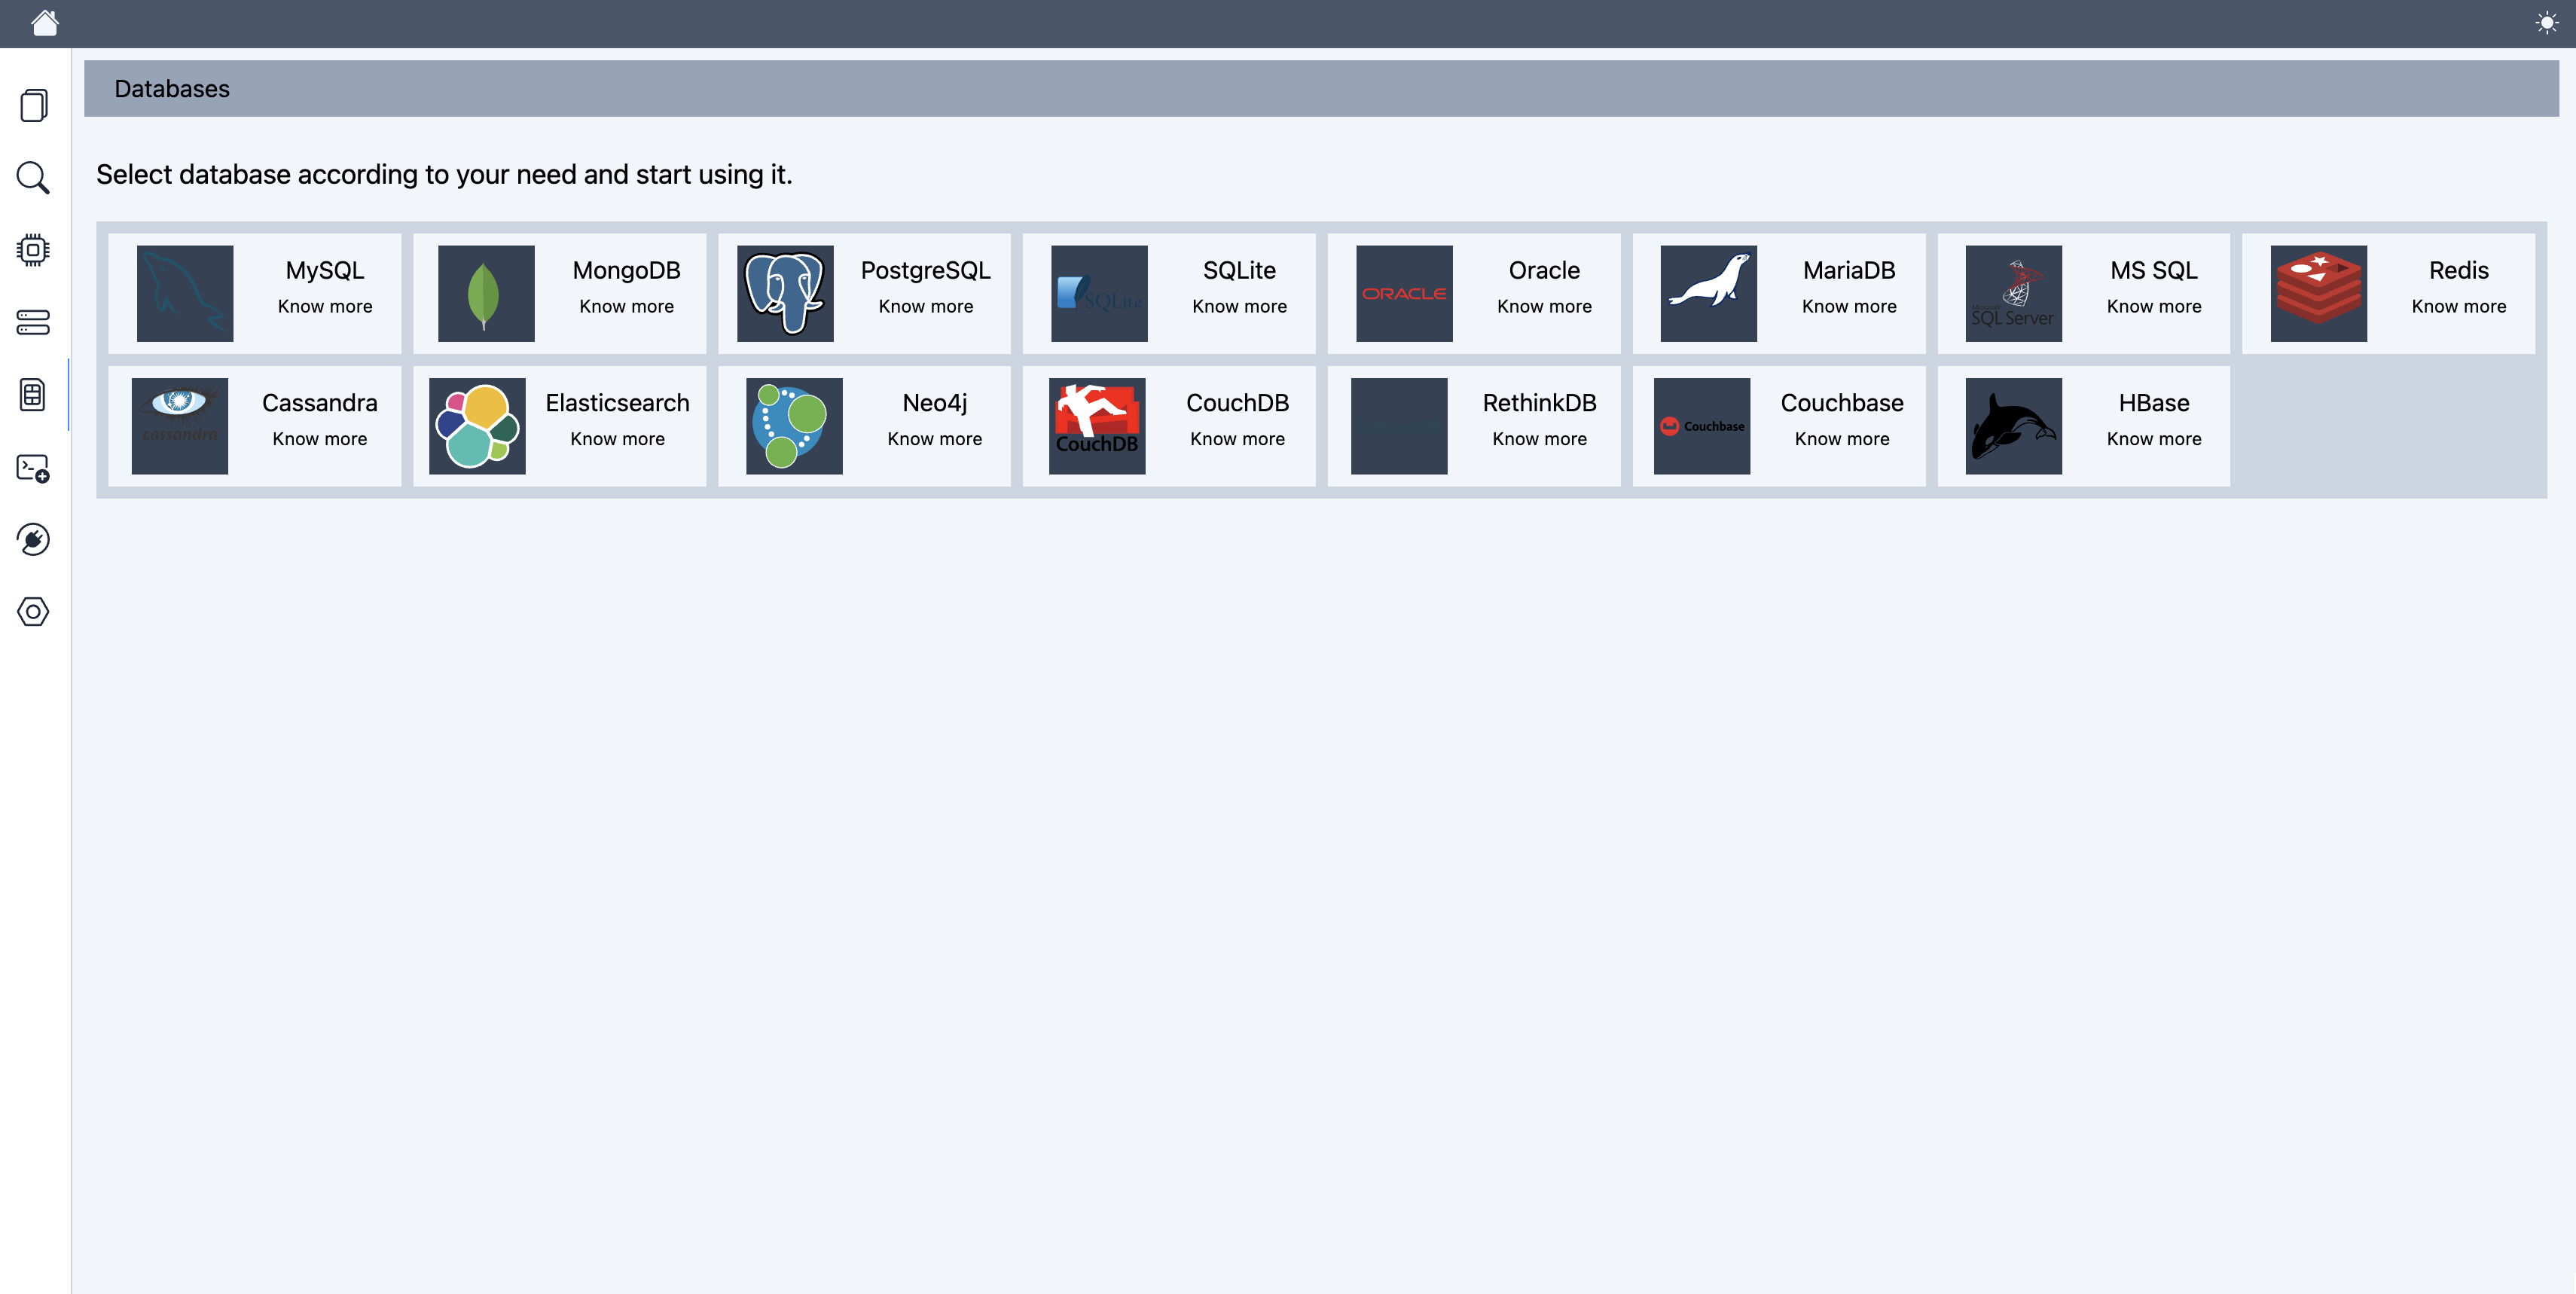 Databases
Select database according to your need and start using it.
MySQL
Know more
MongoDB
Know more
PostgreSQL
Know more
SQLite
SQLite
Know more
ORACLE
Oracle
Know more
MariaDB
Know more
Microsoft
SQL Server
MS SQL
Know more
Redis
Know more
cassandra
Cassandra
Know more
Elasticsearch
Know more
Neo4j
Know more
CouchDB
CouchDB
Know more
RethinkDB
Know more
Couchbase
Couchbase
Know more
HBase
Know more